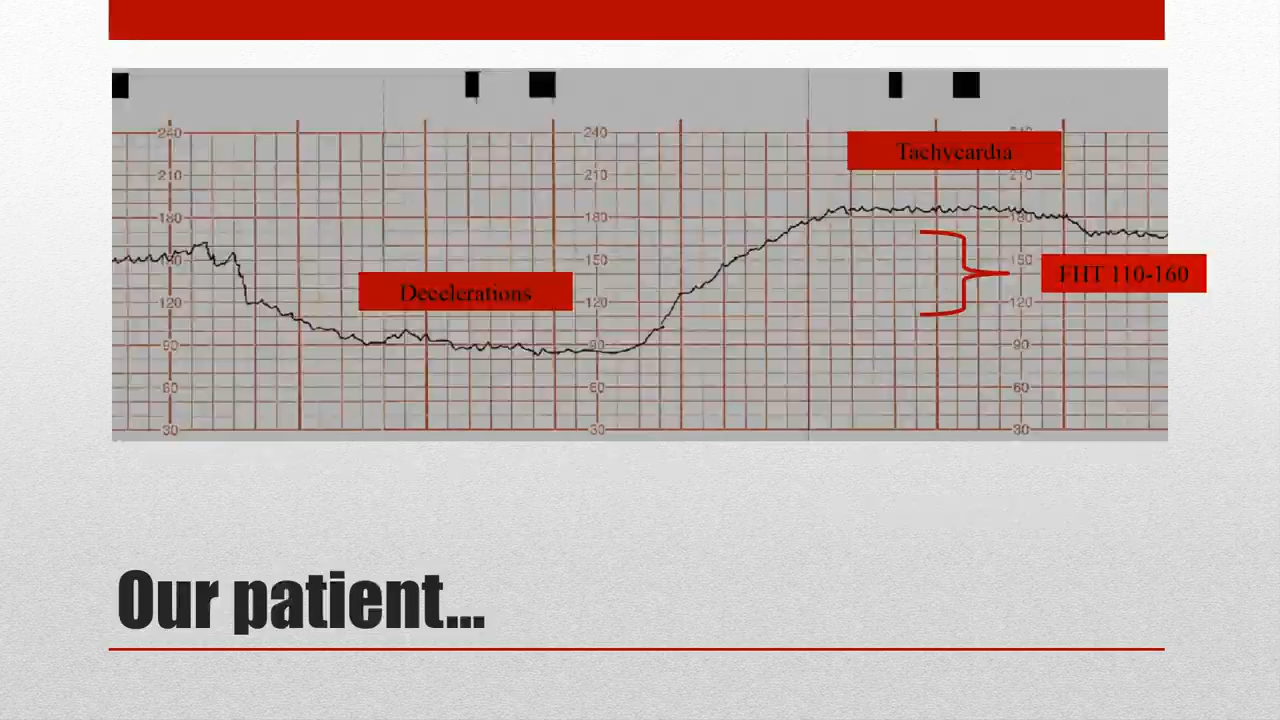 240 240 240
Tachycardia
210 210 210
180 180 180
150 150 150
FHT 110-160
Decelerations
120 120 120
90 90 90
60 60 60
30 30 30
Our patient...